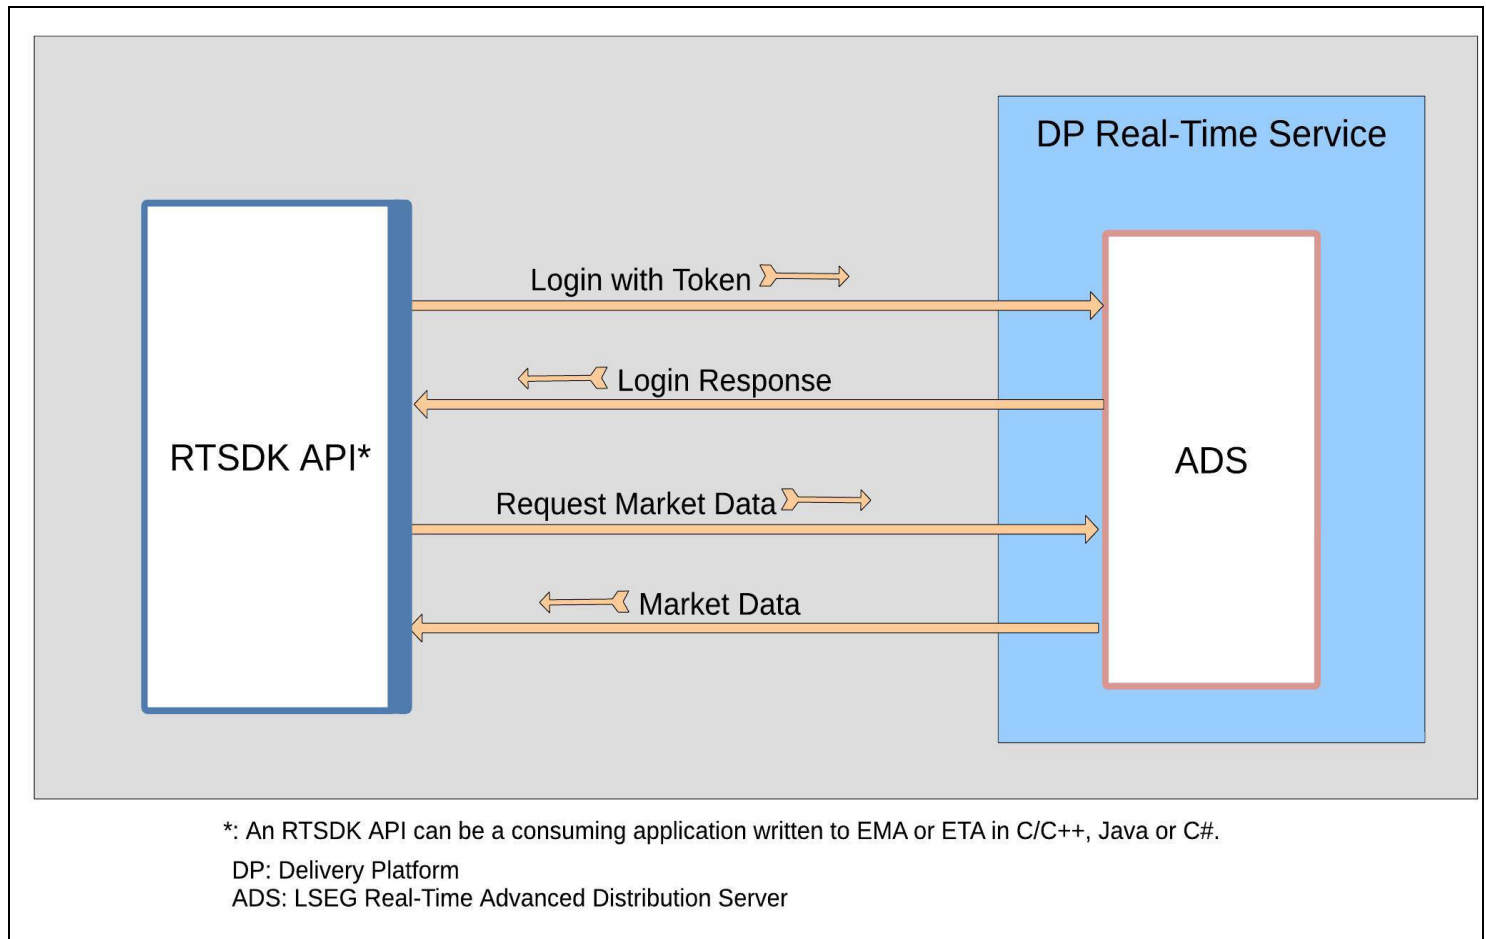 DP Real-Time Service
Login with Token
Login Response
RTSDK API*
ADS
Request Market Data
Market Data
*: An RTSDK API can be a consuming application written to EMA or ETA in C/C++, Java or C#.
DP: Delivery Platform
ADS: LSEG Real-Time Advanced Distribution Server